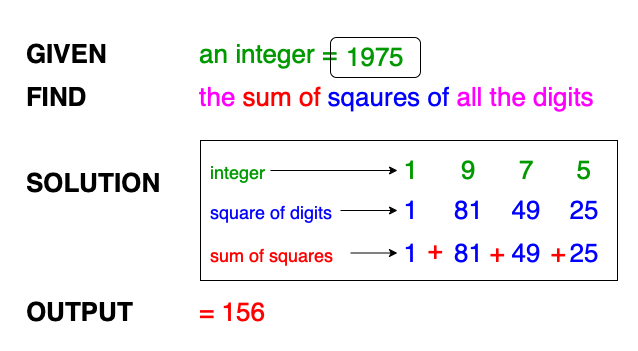 GIVEN an integer = 1975
FIND the sum of sqaures of all the digits
SOLUTION
integer 1 9 7 5
square of digits 1 81 49 25
sum of squares 1 + 81 + 49 + 25
OUTPUT = 156